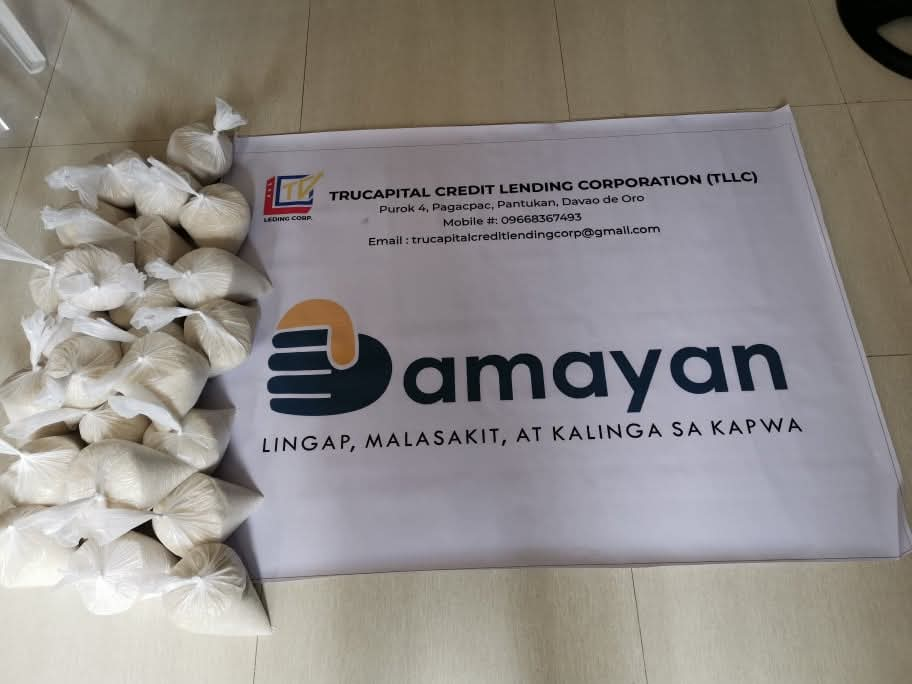 TRUCAPITAL CREDIT LENDING CORPORATION (TLLC)
Purok 4, Pagacpac, Pantukan, Davao de Oro
Mobile #: 09668367493
Email : trucapitalcreditlendingcorp@gmail.com
LEDING CORP.
Damayan
LINGAP, MALASAKIT, AT KALINGA SA KAPWA